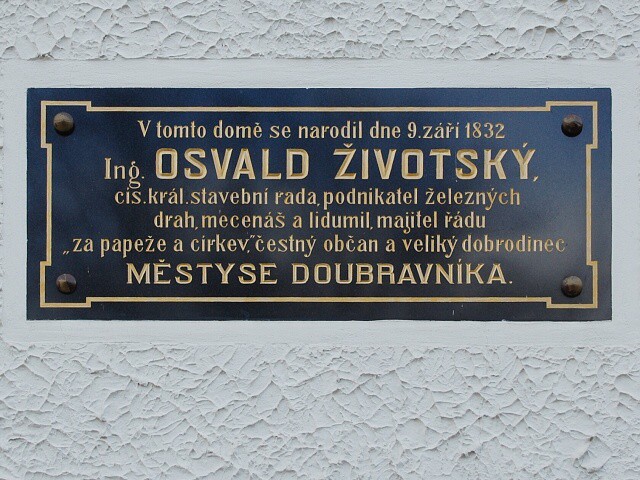 V tomto domě se narodil dne 9. září 1832
Ing. OSVALD ŽIVOTSKÝ,
cís. král. stavební rada, podnikatel železných
drah, mecenáš a lidumil, majitel řádu
„za papeže a církev,” čestný občan a veliký dobrodinec
MĚSTYSE DOUBRAVNÍKA.